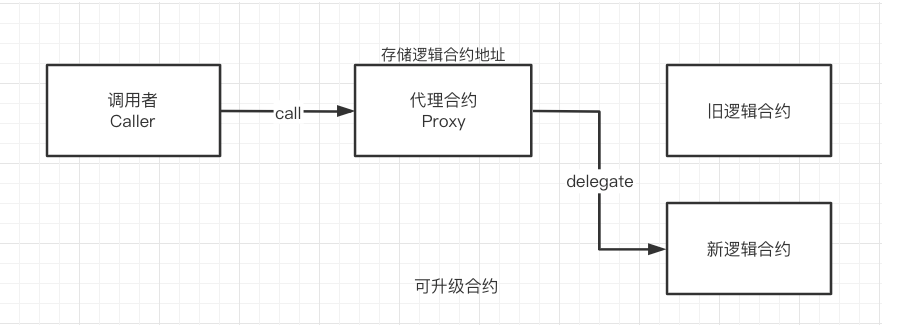 存储逻辑合约地址
调用者
Caller
call
代理合约
Proxy
旧逻辑合约
delegate
新逻辑合约
可升级合约